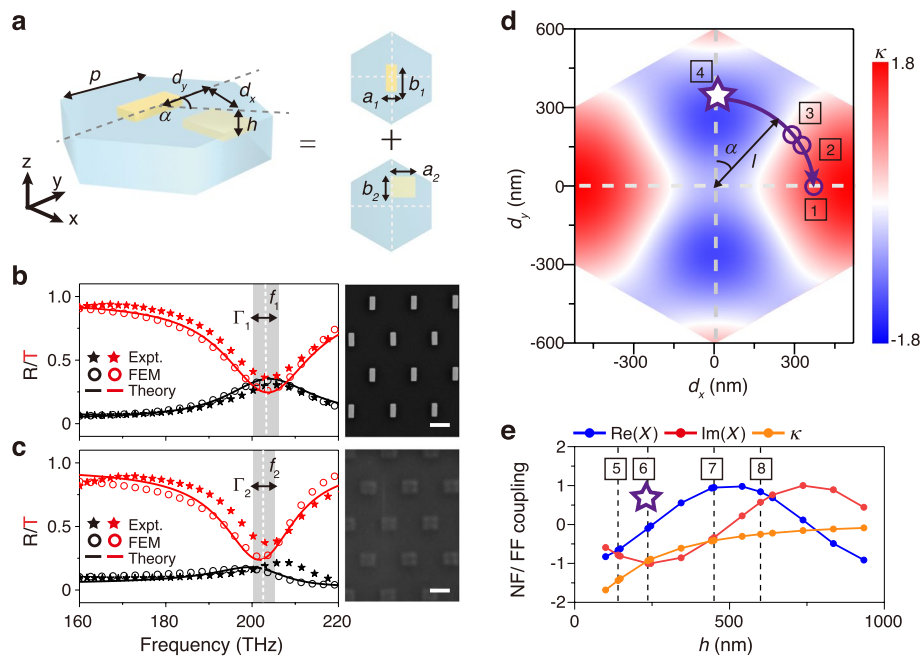 a
p
d_y
d_x
α
h
z
y
x
=
a_1
b_1
+
b_2
a_2
b
1.0
0.5
0
R/T
Γ_1
f_1
Expt.
FEM
Theory
c
1.0
0.5
0
R/T
Γ_2
f_2
Expt.
FEM
Theory
160
180
200
220
Frequency (THz)
d
600
300
0
-300
-600
d_y (nm)
4
3
2
1
α
l
-300
0
300
d_x (nm)
κ
1.8
-1.8
e
Re(X) Im(X) κ
2
1
0
-1
-2
NF/ FF coupling
5 6 7 8
0
500
1000
h (nm)